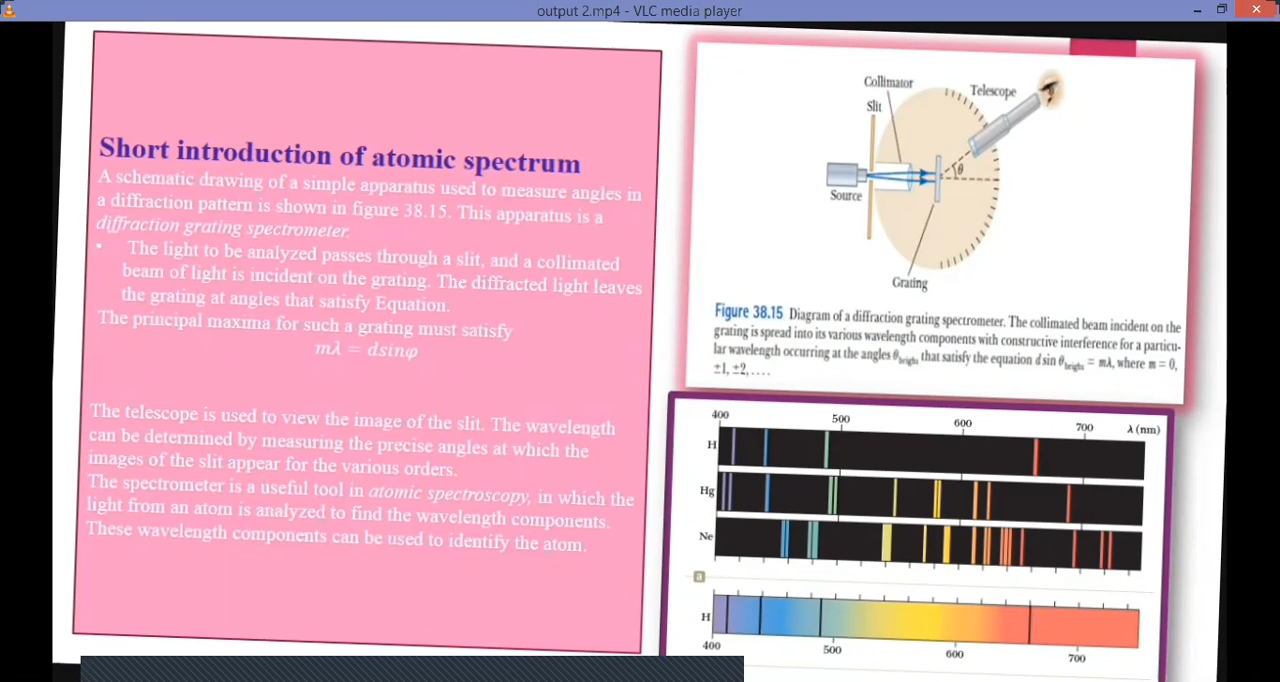 output 2.mp4 - VLC media player
Short introduction of atomic spectrum
A schematic drawing of a simple apparatus used to measure angles in
a diffraction pattern is shown in figure 38.15. This apparatus is a
diffraction grating spectrometer.
• The light to be analyzed passes through a slit, and a collimated
beam of light is incident on the grating. The diffracted light leaves
the grating at angles that satisfy Equation.
The principal maxima for such a grating must satisfy
mλ = dsinφ
The telescope is used to view the image of the slit. The wavelength
can be determined by measuring the precise angles at which the
images of the slit appear for the various orders.
The spectrometer is a useful tool in atomic spectroscopy, in which the
light from an atom is analyzed to find the wavelength components.
These wavelength components can be used to identify the atom.
Collimator
Telescope
Slit
θ
Source
Grating
Figure 38.15 Diagram of a diffraction grating spectrometer. The collimated beam incident on the
grating is spread into its various wavelength components with constructive interference for a particu-
lar wavelength occurring at the angles θbright that satisfy the equation d sin θbright = mλ, where m = 0,
±1, ±2, . . . .
400 500 600 700 λ (nm)
H
Hg
Ne
a
H
400 500 600 700